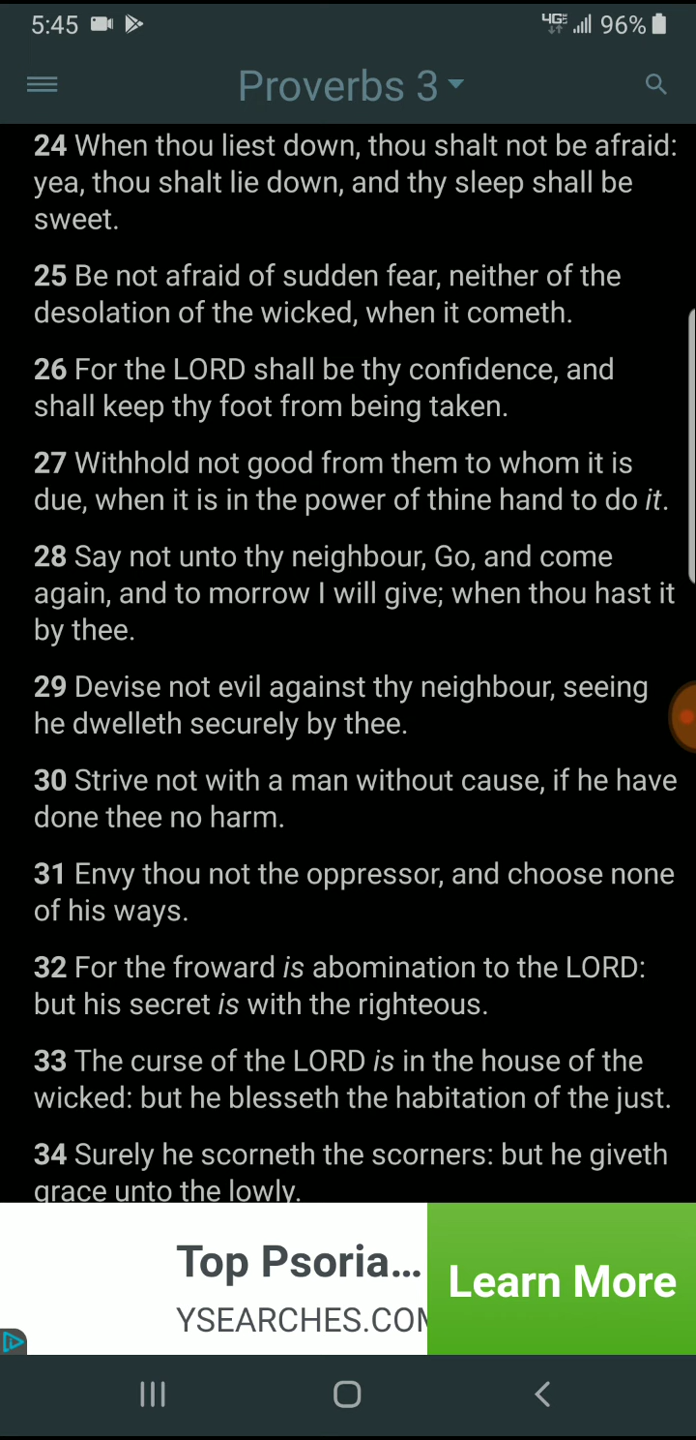 5:45 4GE 96%
Proverbs 3
24 When thou liest down, thou shalt not be afraid:
yea, thou shalt lie down, and thy sleep shall be
sweet.
25 Be not afraid of sudden fear, neither of the
desolation of the wicked, when it cometh.
26 For the LORD shall be thy confidence, and
shall keep thy foot from being taken.
27 Withhold not good from them to whom it is
due, when it is in the power of thine hand to do it.
28 Say not unto thy neighbour, Go, and come
again, and to morrow I will give; when thou hast it
by thee.
29 Devise not evil against thy neighbour, seeing
he dwelleth securely by thee.
30 Strive not with a man without cause, if he have
done thee no harm.
31 Envy thou not the oppressor, and choose none
of his ways.
32 For the froward is abomination to the LORD:
but his secret is with the righteous.
33 The curse of the LORD is in the house of the
wicked: but he blesseth the habitation of the just.
34 Surely he scorneth the scorners: but he giveth
grace unto the lowly.
Top Psoria...
YSEARCHES.COM
Learn More